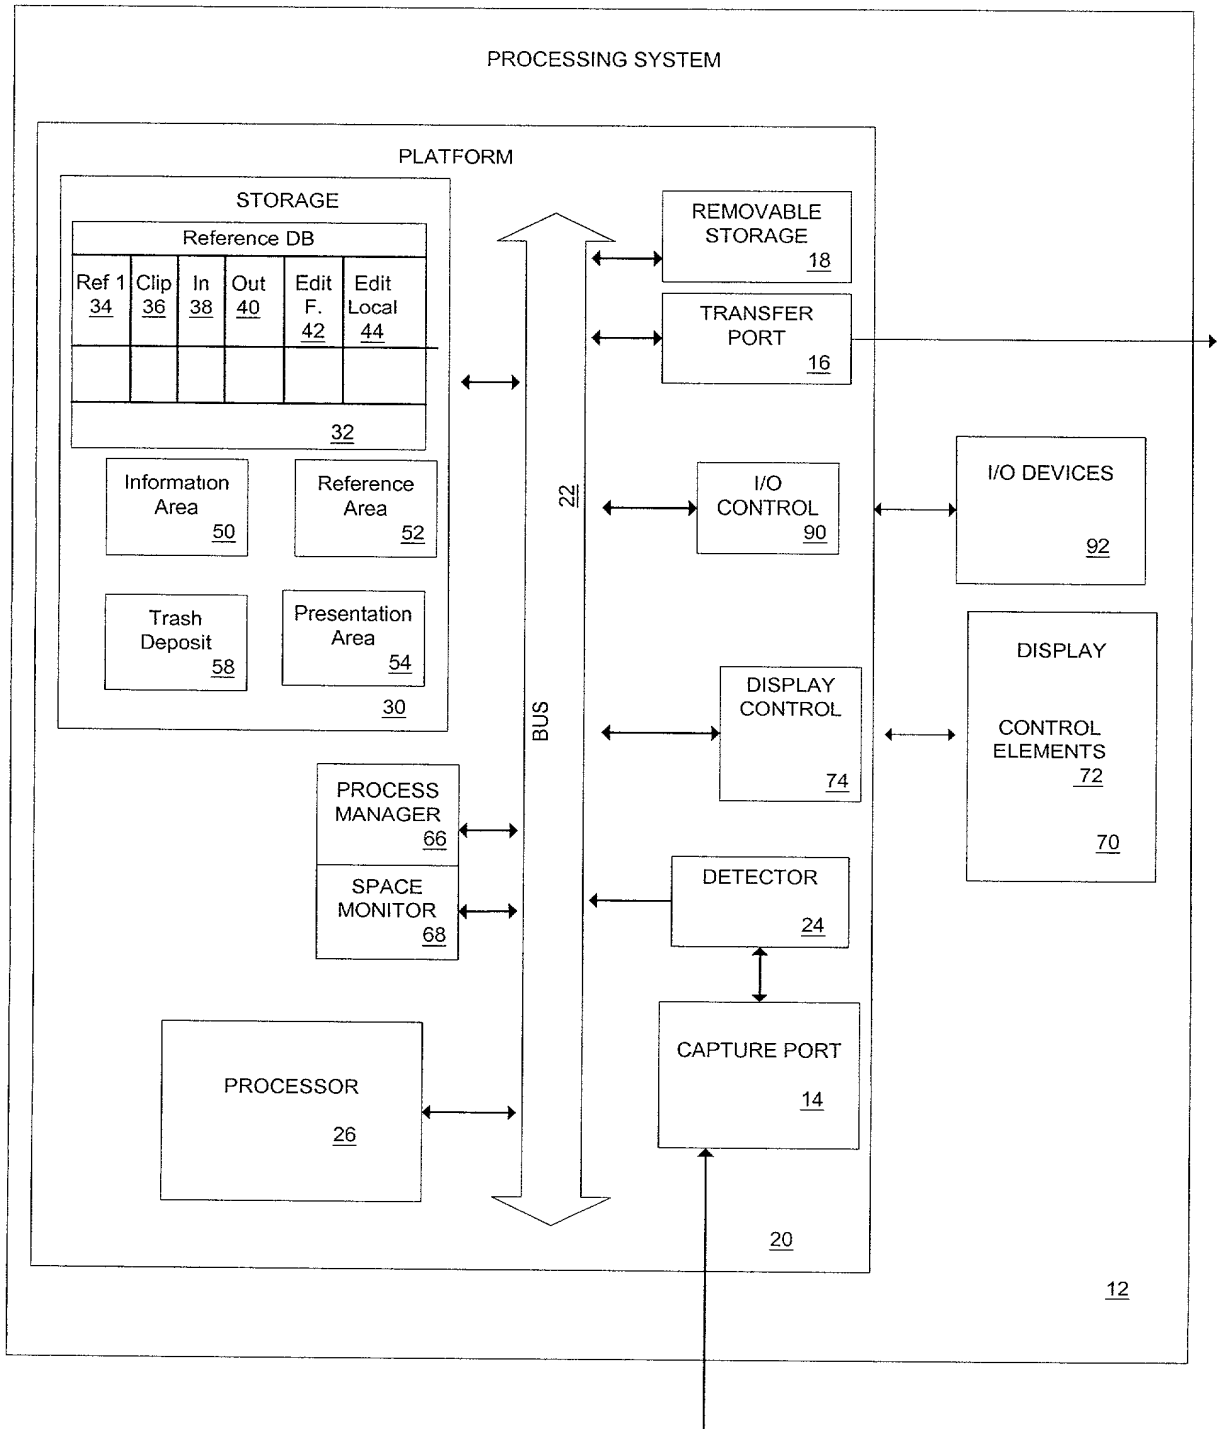 PROCESSING SYSTEM
PLATFORM
STORAGE
Reference DB
Ref 1
34
Clip
36
In
38
Out
40
Edit
F.
42
Edit
Local
44
32
Information
Area
50
Reference
Area
52
Trash
Deposit
58
Presentation
Area
54
30
PROCESS
MANAGER
66
SPACE
MONITOR
68
PROCESSOR
26
BUS
22
REMOVABLE
STORAGE
18
TRANSFER
PORT
16
I/O
CONTROL
90
DISPLAY
CONTROL
74
DETECTOR
24
CAPTURE PORT
14
20
I/O DEVICES
92
DISPLAY
CONTROL
ELEMENTS
72
70
12